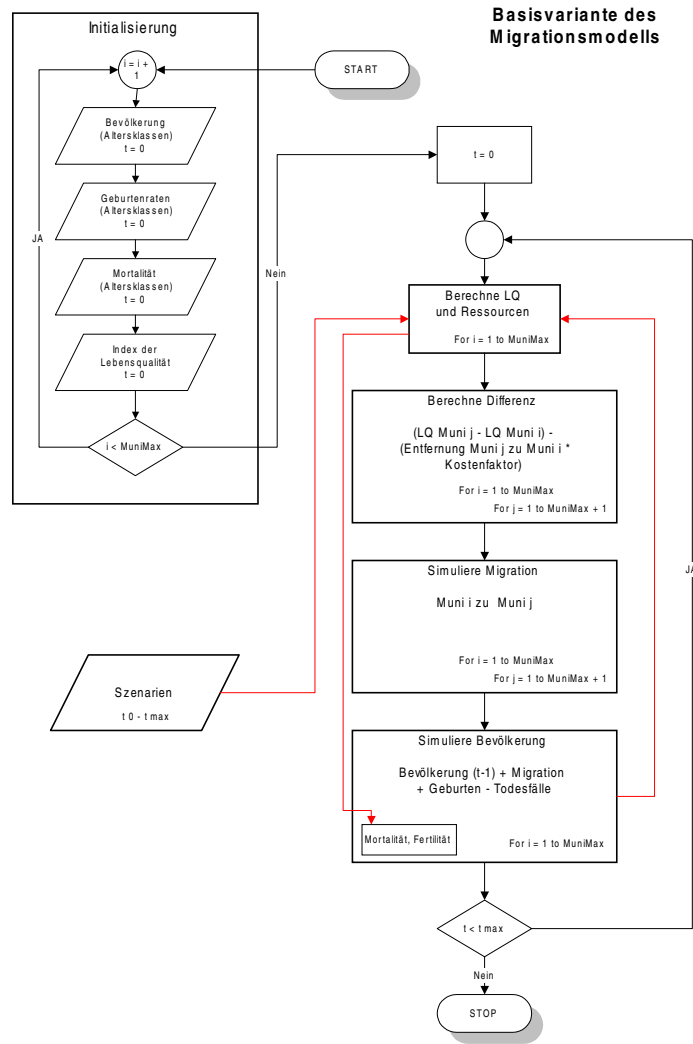 Basisvariante des
Migrationsmodells
Initialisierung
i = i +
1
START
Bevölkerung
(Altersklassen)
t = 0
Geburtenraten
(Altersklassen)
t = 0
Mortalität
(Altersklassen)
t = 0
Index der
Lebensqualität
t = 0
i < MuniMax
JA
Nein
t = 0
Berechne LQ
und Ressourcen
For i = 1 to MuniMax
Berechne Differenz
(LQ Muni j - LQ Muni i) -
(Entfernung Muni j zu Muni i *
Kostenfaktor)
For i = 1 to MuniMax
For j = 1 to MuniMax + 1
Simuliere Migration
Muni i zu Muni j
For i = 1 to MuniMax
For j = 1 to MuniMax + 1
JA
Szenarien
t 0 - t max
Simuliere Bevölkerung
Bevölkerung (t-1) + Migration
+ Geburten - Todesfälle
Mortalität, Fertilität
For i = 1 to MuniMax
t < t max
Nein
STOP